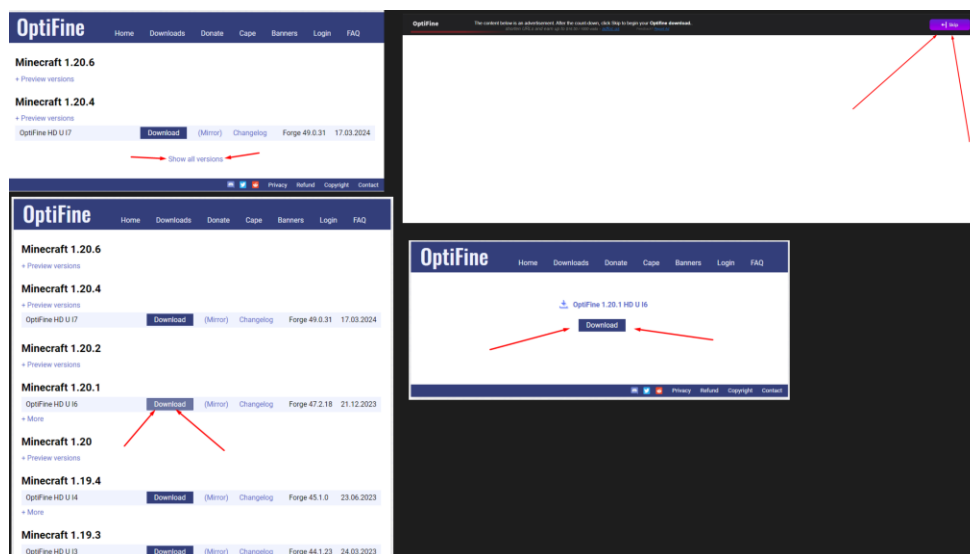 OptiFine
Home Downloads Donate Cape Banners Login FAQ
Minecraft 1.20.6
+ Preview versions
Minecraft 1.20.4
+ Preview versions
OptiFine HD U I7 Download (Mirror) Changelog Forge 49.0.31 17.03.2024
Show all versions
Privacy Refund Copyright Contact
OptiFine
The content below is an advertisement. After the count down, click Skip to begin your Optifine download.
Skip
OptiFine
Home Downloads Donate Cape Banners Login FAQ
Minecraft 1.20.6
+ Preview versions
Minecraft 1.20.4
+ Preview versions
OptiFine HD U I7 Download (Mirror) Changelog Forge 49.0.31 17.03.2024
Minecraft 1.20.2
+ Preview versions
Minecraft 1.20.1
OptiFine HD U I6 Download (Mirror) Changelog Forge 47.2.18 21.12.2023
+ More
Minecraft 1.20
+ Preview versions
Minecraft 1.19.4
OptiFine HD U I4 Download (Mirror) Changelog Forge 45.1.0 23.06.2023
+ More
Minecraft 1.19.3
OptiFine HD U I3 Download (Mirror) Changelog Forge 44.1.23 24.03.2023
OptiFine
Home Downloads Donate Cape Banners Login FAQ
OptiFine 1.20.1 HD U I6
Download
Privacy Refund Copyright Contact